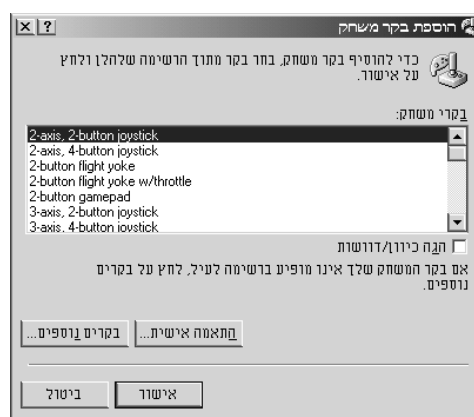 הוספת בקר משחק
כדי להוסיף בקר משחק, בחר בקר מתוך הרשימה שלהלן ולחץ
על אישור.
בקרי משחק:
2-axis, 2-button joystick
2-axis, 4-button joystick
2-button flight yoke
2-button flight yoke w/throttle
2-button gamepad
3-axis, 2-button joystick
3-axis, 4-button joystick
הגה כיוון/דוושות
אם בקר המשחק שלך אינו מופיע ברשימה לעיל, לחץ על בקרים
נוספים.
התאמה אישית... בקרים נוספים...
אישור ביטול